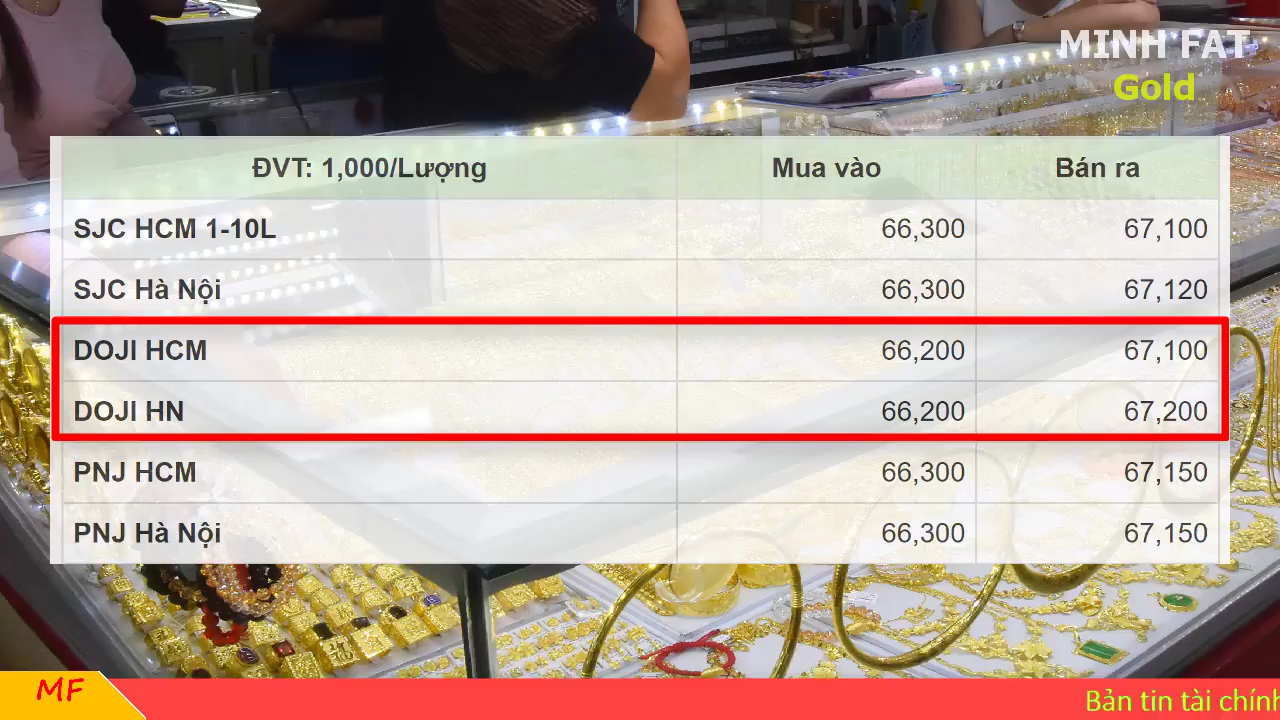 MINH FAT
Gold
ĐVT: 1,000/Lượng Mua vào Bán ra
SJC HCM 1-10L 66,300 67,100
SJC Hà Nội 66,300 67,120
DOJI HCM 66,200 67,100
DOJI HN 66,200 67,200
PNJ HCM 66,300 67,150
PNJ Hà Nội 66,300 67,150
MF
Bản tin tài chính